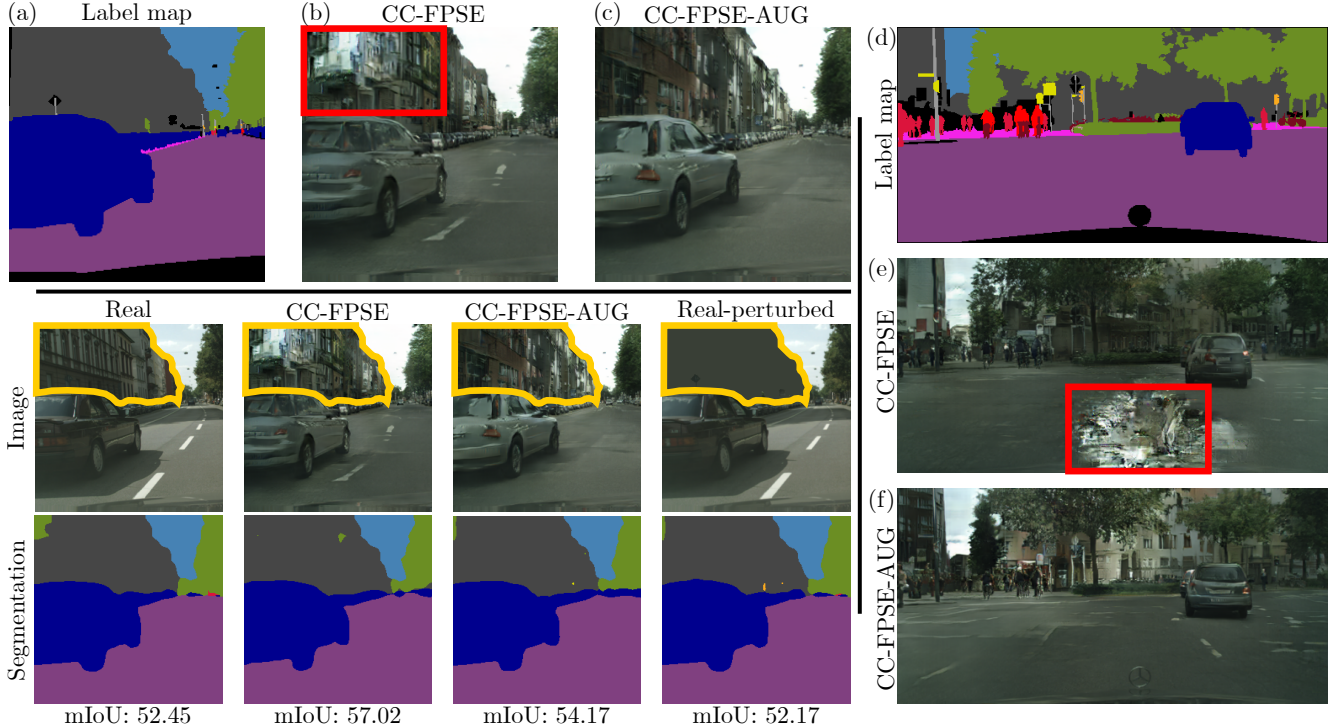 (a) Label map
(b) CC-FPSE
(c) CC-FPSE-AUG
(d)
Label map
Real
CC-FPSE
CC-FPSE-AUG
Real-perturbed
(e)
CC-FPSE
Image
(f)
CC-FPSE-AUG
Segmentation
mIoU: 52.45
mIoU: 57.02
mIoU: 54.17
mIoU: 52.17